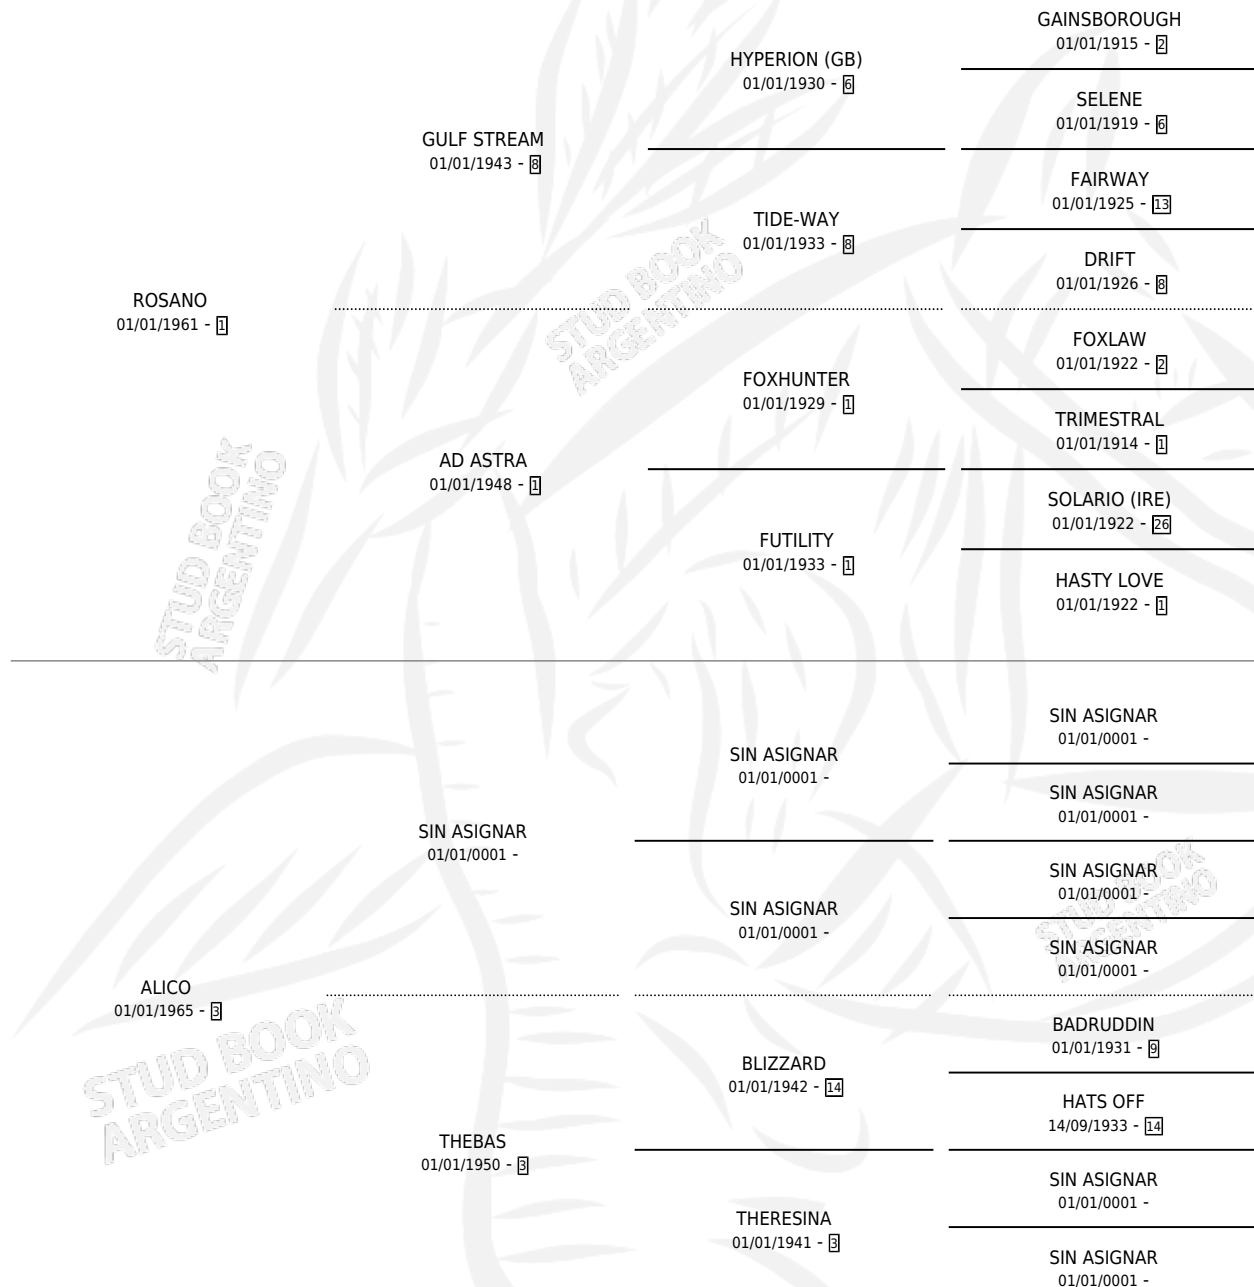 GAINSBOROUGH
01/01/1915 - 2
HYPERION (GB)
01/01/1930 - 6
SELENE
01/01/1919 - 6
GULF STREAM
01/01/1943 - 8
FAIRWAY
01/01/1925 - 13
TIDE-WAY
01/01/1933 - 8
DRIFT
01/01/1926 - 8
ROSANO
01/01/1961 - 1
FOXLAW
01/01/1922 - 2
FOXHUNTER
01/01/1929 - 1
TRIMESTRAL
01/01/1914 - 1
AD ASTRA
01/01/1948 - 1
SOLARIO (IRE)
01/01/1922 - 26
FUTILITY
01/01/1933 - 1
HASTY LOVE
01/01/1922 - 1
STUD BOOK
ARGENTINO
STUD BOOK
ARGENTINO
SIN ASIGNAR
01/01/0001 -
SIN ASIGNAR
01/01/0001 -
SIN ASIGNAR
01/01/0001 -
SIN ASIGNAR
01/01/0001 -
SIN ASIGNAR
01/01/0001 -
SIN ASIGNAR
01/01/0001 -
SIN ASIGNAR
01/01/0001 -
STUD BOOK
ARGENTINO
ALICO
01/01/1965 - 3
BADRUDDIN
01/01/1931 - 9
BLIZZARD
01/01/1942 - 14
HATS OFF
14/09/1933 - 14
THEBAS
01/01/1950 - 3
SIN ASIGNAR
01/01/0001 -
THERESINA
01/01/1941 - 3
SIN ASIGNAR
01/01/0001 -
STUD BOOK
ARGENTINO